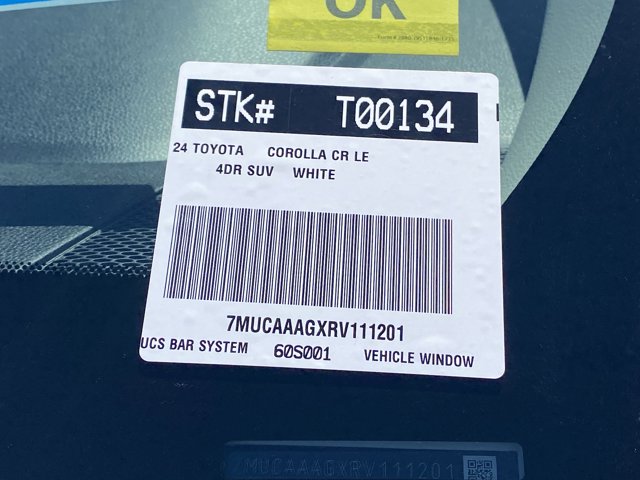 OK
STK# T00134
24 TOYOTA COROLLA CR LE
4DR SUV WHITE
7MUCAAAGXRV111201
UCS BAR SYSTEM 60S001 VEHICLE WINDOW
7MUCAAAGXRV111201